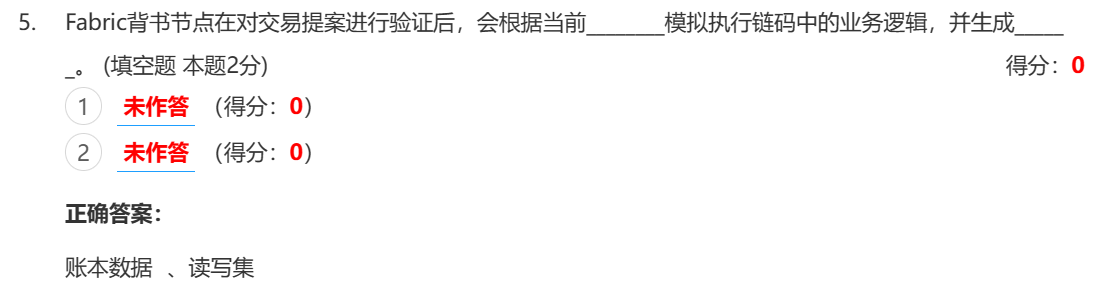 5. Fabric背书节点在对交易提案进行验证后，会根据当前________模拟执行链码中的业务逻辑，并生成_____
_。 (填空题 本题2分) 得分：0
1 未作答 （得分：0）
2 未作答 （得分：0）
正确答案：
账本数据 、读写集